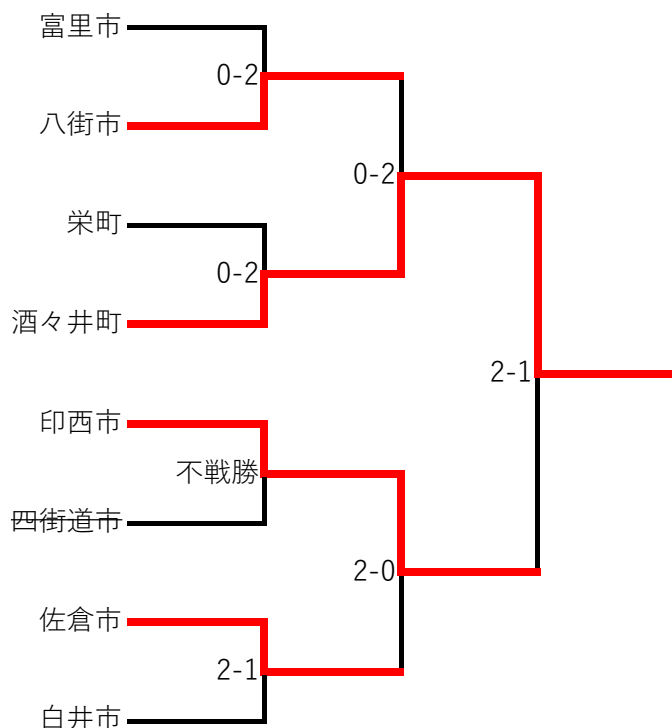 富里市
0-2
八街市
0-2
栄町
0-2
酒々井町
2-1
印西市
不戦勝
四街道市
2-0
佐倉市
2-1
白井市